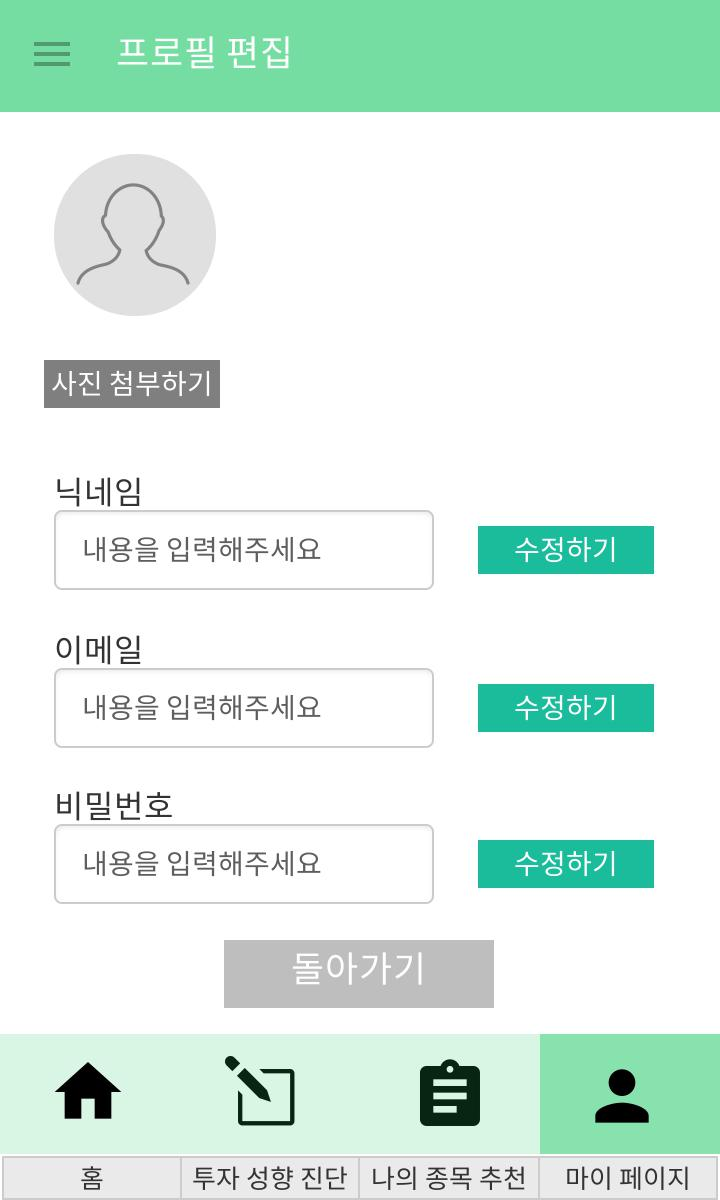 프로필 편집
사진 첨부하기
닉네임
내용을 입력해주세요
수정하기
이메일
내용을 입력해주세요
수정하기
비밀번호
내용을 입력해주세요
수정하기
돌아가기
홈
투자 성향 진단
나의 종목 추천
마이 페이지